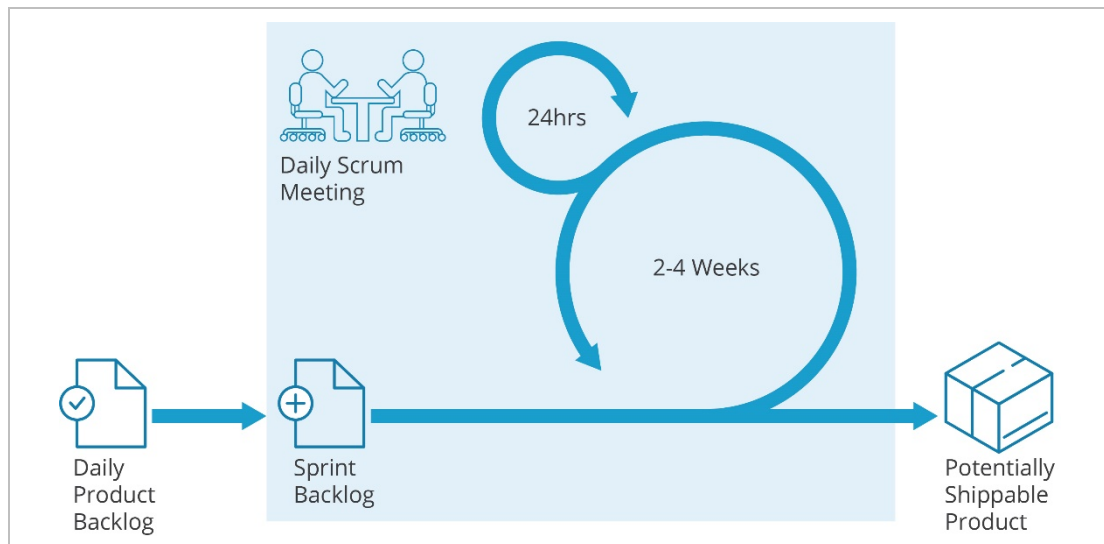 24hrs
Daily Scrum
Meeting
2-4 Weeks
Daily
Product
Backlog
Sprint
Backlog
Potentially
Shippable
Product